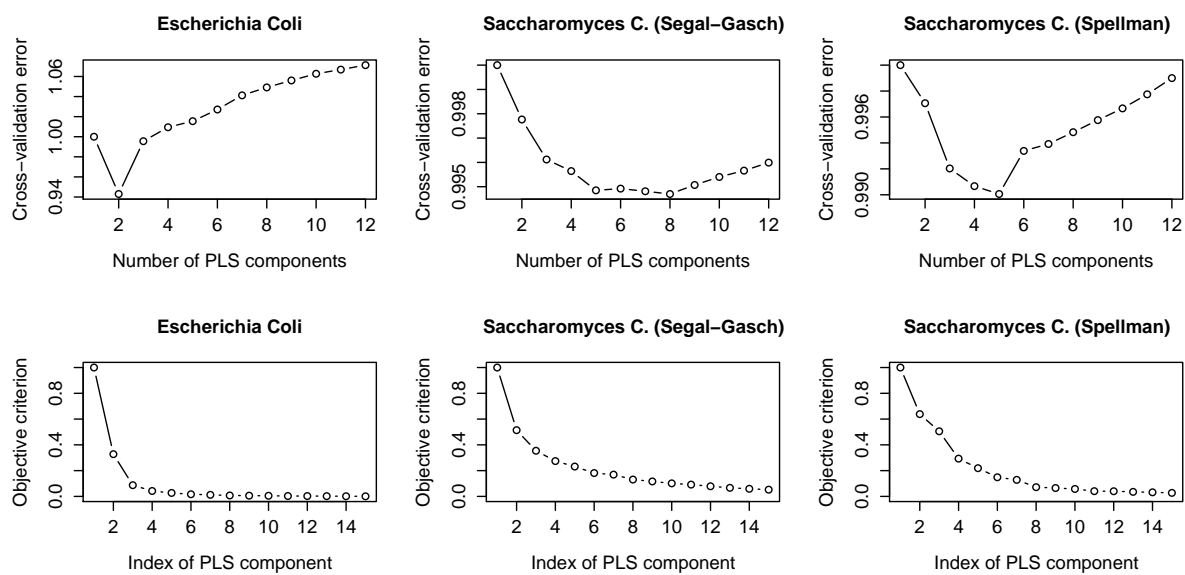 Escherichia Coli
Cross−validation error
0.94 1.00 1.06
2 4 6 8 10 12
Number of PLS components
Saccharomyces C. (Segal−Gasch)
Cross−validation error
0.995 0.998
2 4 6 8 10 12
Number of PLS components
Saccharomyces C. (Spellman)
Cross−validation error
0.990 0.996
2 4 6 8 10 12
Number of PLS components
Escherichia Coli
Objective criterion
0.0 0.4 0.8
2 4 6 8 10 12 14
Index of PLS component
Saccharomyces C. (Segal−Gasch)
Objective criterion
0.0 0.4 0.8
2 4 6 8 10 12 14
Index of PLS component
Saccharomyces C. (Spellman)
Objective criterion
0.0 0.4 0.8
2 4 6 8 10 12 14
Index of PLS component